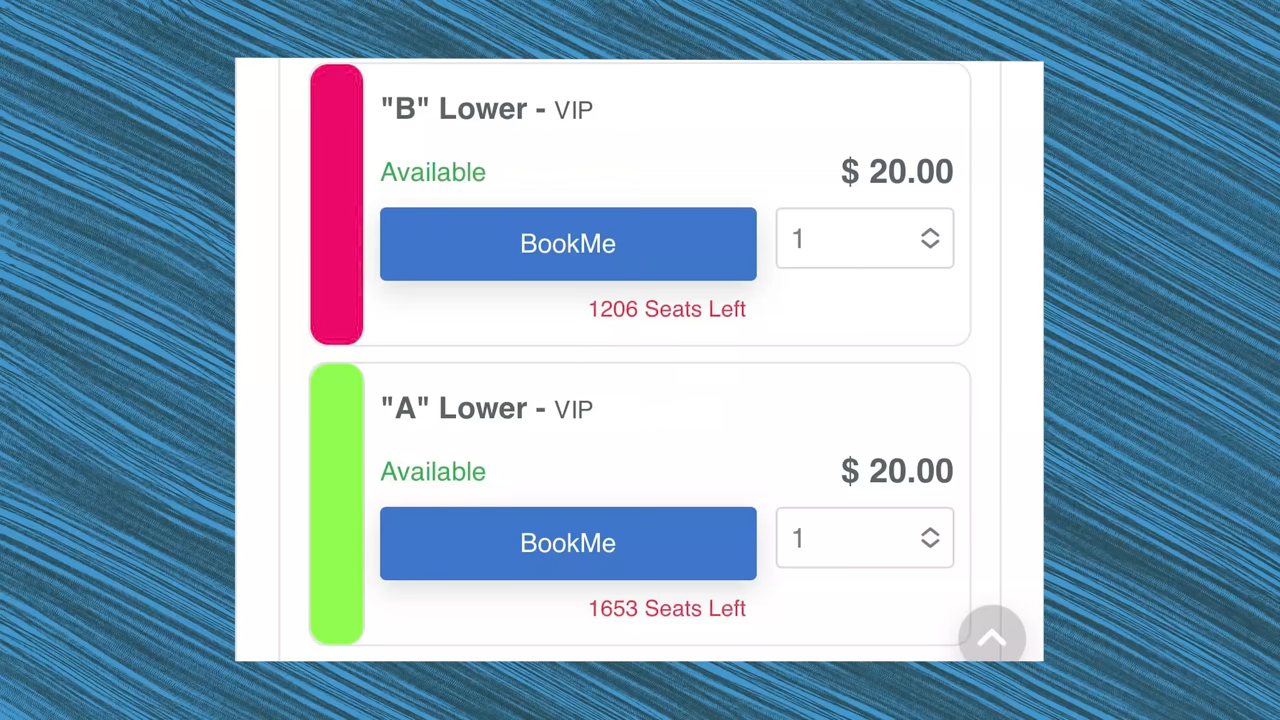 "B" Lower - VIP
Available
$ 20.00
BookMe
1
1206 Seats Left
"A" Lower - VIP
Available
$ 20.00
BookMe
1
1653 Seats Left